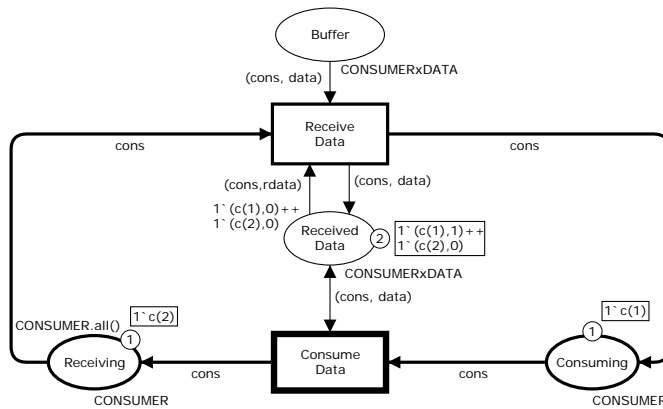 Buffer
CONSUMERxDATA
(cons, data)
Receive
Data
cons
cons
(cons,rdata)
(cons, data)
1`(c(1),0)++
1`(c(2),0)
Received
Data
2
1`(c(1),1)++
1`(c(2),0)
CONSUMERxDATA
(cons, data)
CONSUMER.all()
1`c(2)
1
Receiving
CONSUMER
cons
Consume
Data
cons
1`c(1)
1
Consuming
CONSUMER